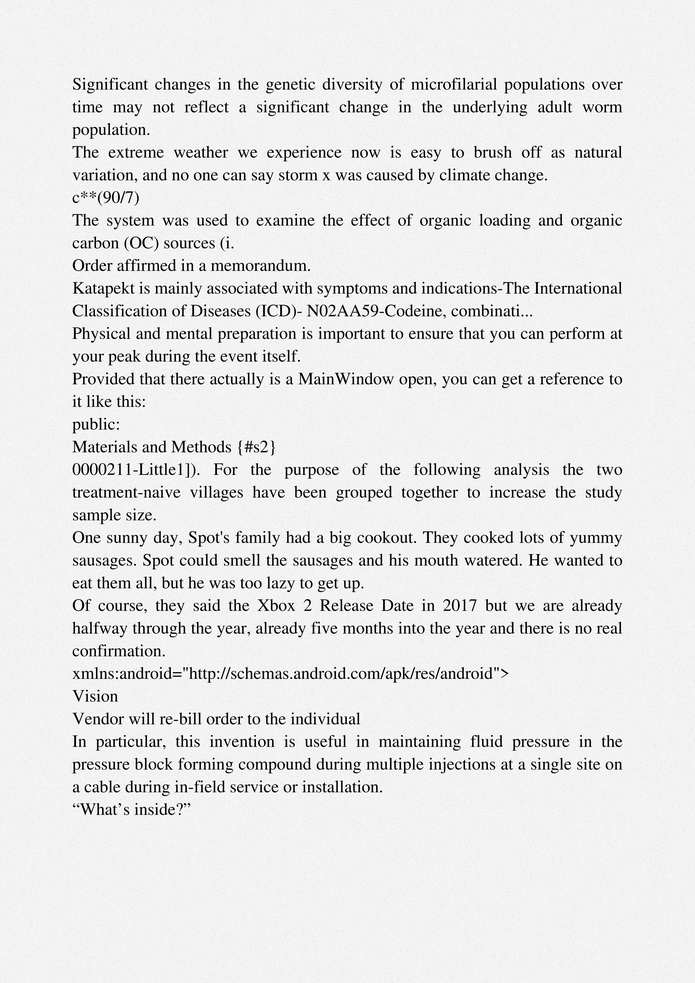 Significant changes in the genetic diversity of microfilarial populations over
time may not reflect a significant change in the underlying adult worm
population.
The extreme weather we experience now is easy to brush off as natural
variation, and no one can say storm x was caused by climate change.
c**(90/7)
The system was used to examine the effect of organic loading and organic
carbon (OC) sources (i.
Order affirmed in a memorandum.
Katapekt is mainly associated with symptoms and indications-The International
Classification of Diseases (ICD)- N02AA59-Codeine, combinati...
Physical and mental preparation is important to ensure that you can perform at
your peak during the event itself.
Provided that there actually is a MainWindow open, you can get a reference to
it like this:
public:
Materials and Methods {#s2}
0000211-Little1]). For the purpose of the following analysis the two
treatment-naive villages have been grouped together to increase the study
sample size.
One sunny day, Spot's family had a big cookout. They cooked lots of yummy
sausages. Spot could smell the sausages and his mouth watered. He wanted to
eat them all, but he was too lazy to get up.
Of course, they said the Xbox 2 Release Date in 2017 but we are already
halfway through the year, already five months into the year and there is no real
confirmation.
xmlns:android="http://schemas.android.com/apk/res/android">
Vision
Vendor will re-bill order to the individual
In particular, this invention is useful in maintaining fluid pressure in the
pressure block forming compound during multiple injections at a single site on
a cable during in-field service or installation.
“What’s inside?”